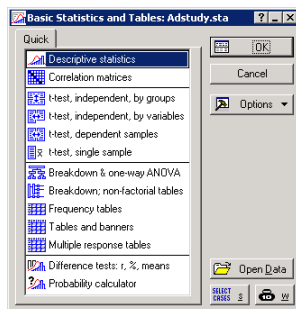 Basic Statistics and Tables: Adstudy.sta
Quick
Descriptive statistics
Correlation matrices
t-test, independent, by groups
t-test, independent, by variables
t-test, dependent samples
t-test, single sample
Breakdown & one-way ANOVA
Breakdown; non-factorial tables
Frequency tables
Tables and banners
Multiple response tables
Difference tests: r, %, means
Probability calculator
OK
Cancel
Options
Open Data
SELECT CASES S
W